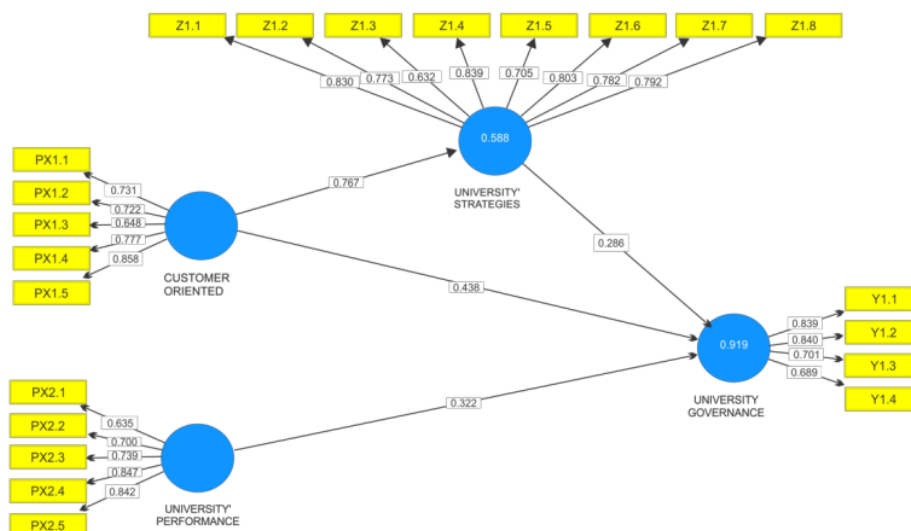 Z1.1
Z1.2
Z1.3
Z1.4
Z1.5
Z1.6
Z1.7
Z1.8
0.830
0.773
0.632
0.839
0.705
0.803
0.782
0.792
0.588
UNIVERSITY'
STRATEGIES
PX1.1
PX1.2
PX1.3
PX1.4
PX1.5
0.731
0.722
0.648
0.777
0.858
CUSTOMER
ORIENTED
0.767
0.286
0.438
0.322
0.919
UNIVERSITY
GOVERNANCE
0.839
0.840
0.701
0.689
Y1.1
Y1.2
Y1.3
Y1.4
PX2.1
PX2.2
PX2.3
PX2.4
PX2.5
0.635
0.700
0.739
0.847
0.842
UNIVERSITY'
PERFORMANCE